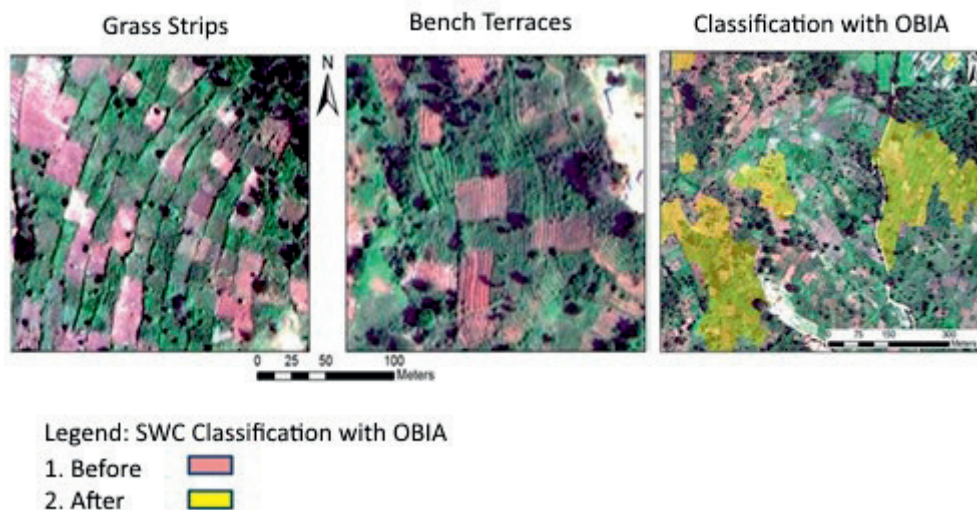 Grass Strips
Bench Terraces
Classification with OBIA
N
0 25 50 100
Meters
0 75 150 300
Meters
Legend: SWC Classification with OBIA
1. Before
2. After